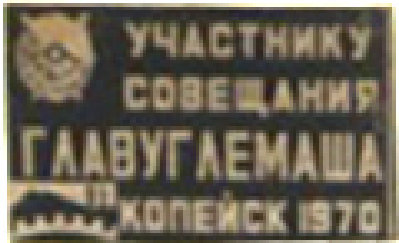 УЧАСТНИКУ
СОВЕЩАНИЯ
ГЛАВУГЛЕМАША
КОПЕЙСК 1970